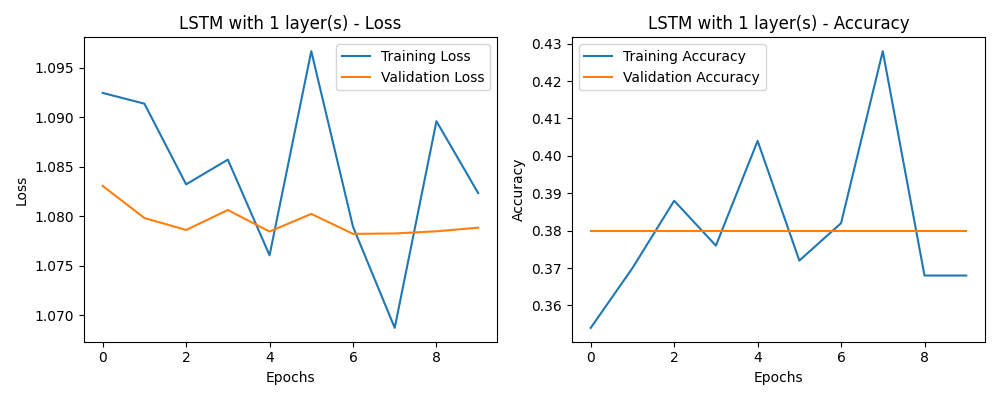 LSTM with 1 layer(s) - Loss
Training Loss
Validation Loss
1.095
1.090
1.085
1.080
1.075
1.070
Loss
0 2 4 6 8
Epochs
LSTM with 1 layer(s) - Accuracy
Training Accuracy
Validation Accuracy
0.43
0.42
0.41
0.40
0.39
0.38
0.37
0.36
Accuracy
0 2 4 6 8
Epochs